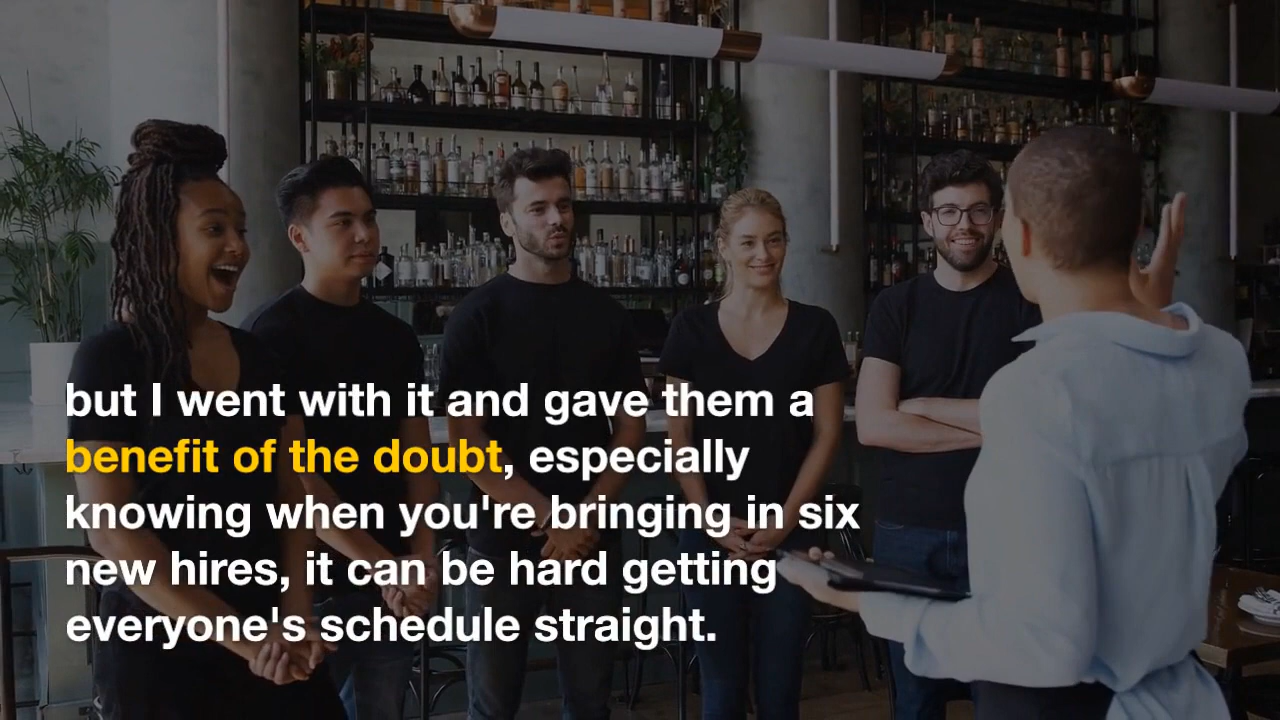 but I went with it and gave them a
benefit of the doubt, especially
knowing when you're bringing in six
new hires, it can be hard getting
everyone's schedule straight.